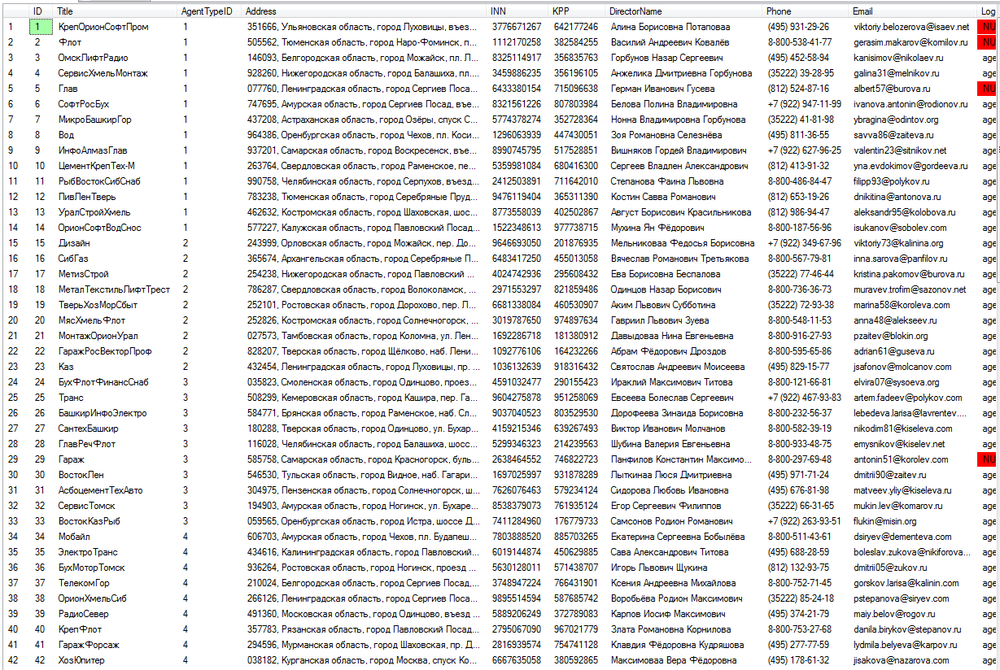 ID Title AgentTypeID Address INN KPP DirectorName Phone Email Log
1 1 КрепОрионСофтПром 1 351666, Ульяновская область, город Луховицы, въез... 3776671267 642177246 Алина Борисовна Потаповаа (495) 931-29-26 viktoriy.belozerova@isaev.net NU
2 2 Флот 1 505562, Тюменская область, город Наро-Фоминск, п... 1112170258 382584255 Василий Андреевич Ковалёв 8-800-538-41-77 gerasim.makarov@kornilov.ru NU
3 3 ОмскЛифтРадио 1 146093, Белгородская область, город Можайск, пл. Л... 8325114917 356835763 Горбунов Назар Сергеевич (495) 452-58-94 kanisimov@nikolaev.ru age
4 4 СервисХмельМонтаж 1 928260, Нижегородская область, город Балашиха, пл.... 3459886235 356196105 Анжелика Дмитриевна Горбунова (35222) 39-28-95 galina31@melnikov.ru age
5 5 Глав 1 077760, Ленинградская область, город Сергиев Поса... 6433380154 715096638 Герман Иванович Гусева (812) 524-87-16 albert57@burova.ru NU
6 6 СофтРосБух 1 747695, Амурская область, город Сергиев Посад, въе... 8321561226 807803984 Белова Полина Владимировна +7 (922) 947-11-99 ivanova.antonin@rodionov.ru age
7 7 МикроБашкирГор 1 437208, Астраханская область, город Озёры, спуск С... 5774378274 352728364 Нонна Владимировна Горбунова (35222) 41-81-98 ybragina@odintov.org age
8 8 Вод 1 964386, Оренбургская область, город Чехов, пл. Коси... 1296063939 447430051 Зоя Романовна Селезнёва (495) 811-36-55 savva86@zaiteva.ru age
9 9 ИнфоАлмазГлав 1 937201, Самарская область, город Воскресенск, въе... 8990745795 517528851 Вишняков Гордей Владимирович +7 (922) 627-96-25 valentin23@sitnikov.net age
10 10 ЦементКрепТех-М 1 263764, Свердловская область, город Раменское, пе... 5359981084 680416300 Сергеев Владлен Александрович (812) 413-91-32 yna.evdokimov@gordeeva.ru age
11 11 РыбВостокСибСнаб 1 990758, Челябинская область, город Серпухов, въезд... 2412503891 711642010 Степанова Фаина Львовна 8-800-486-84-47 filipp93@polykov.ru age
12 12 ПивЛенТверь 1 783238, Тюменская область, город Серебряные Пруд... 9476119404 365311390 Костин Савва Романович (812) 653-19-26 dnikitina@antonova.ru age
13 13 УралСтройХмель 1 462632, Костромская область, город Шаховская, шос... 8773558039 402502867 Август Борисович Красильникова (812) 986-94-47 aleksandr95@kolobova.ru age
14 14 ОрионСофтВодСнос 1 577227, Калужская область, город Павловский Посад... 1522348613 977738715 Мухина Ян Фёдорович 8-800-187-56-96 isukanov@sobolev.com age
15 15 Дизайн 2 243999, Орловская область, город Можайск, пер. До... 9646693050 201876935 Мельниковаа Федосья Борисовна +7 (922) 349-67-96 viktoriy73@kalinina.org age
16 16 СибГаз 2 365674, Архангельская область, город Серебряные П... 6483417250 455013058 Вячеслав Романович Третьякова 8-800-567-79-81 inna.sarova@panfilov.ru age
17 17 МетизСтрой 2 254238, Нижегородская область, город Павловский ... 4024742936 295608432 Ева Борисовна Беспалова (35222) 77-46-44 kristina.pakomov@burova.ru age
18 18 МеталТекстильЛифтТрест 2 786287, Свердловская область, город Волоколамск, ... 2971553297 821859486 Одинцов Назар Борисович 8-800-736-36-73 muravev.trofim@sazonov.net age
19 19 ТверьХозМорСбыт 2 252101, Ростовская область, город Дорохово, пер. Л... 6681338084 460530907 Аким Львович Субботина (35222) 72-93-38 marina58@koroleva.com age
20 20 МясХмельФлот 2 252826, Костромская область, город Солнечногорск, ... 3019787650 974897634 Гавриил Львович Зуева 8-800-548-11-53 anna48@alekseev.ru age
21 21 МонтажОрионУрал 2 027573, Тамбовская область, город Коломна, ул. Лен... 1692286718 181380912 Давыдоваа Нина Евгеньевна 8-800-916-27-93 pzaitev@blokin.org age
22 22 ГаражРосВекторПроф 2 828207, Тверская область, город Щёлково, наб. Лени... 1092776106 164232266 Абрам Фёдорович Дроздов 8-800-595-65-86 adrian61@guseva.ru age
23 23 Каз 2 432454, Ленинградская область, город Луховицы, пр. ... 1036132639 918316432 Святослав Андреевич Моисеева (495) 829-15-77 jsafonov@molcanov.com age
24 24 БухФлотФинансСнаб 3 035823, Смоленская область, город Одинцово, проез... 4591032477 290155423 Ираклий Максимович Титова 8-800-121-66-81 elvira07@sysoeva.org age
25 25 Транс 3 508299, Кемеровская область, город Кашира, пер. Га... 9604275878 951258069 Евсеева Болеслав Сергеевич +7 (922) 467-93-83 artem.fadeev@polykov.com age
26 26 БашкирИнфоЭлектро 3 584771, Брянская область, город Раменское, наб. Сл... 9037040523 803529530 Дорофеева Зинаида Борисовна 8-800-232-56-37 lebedeva.larisa@lavrentev.... age
27 27 СантехБашкир 3 180288, Тверская область, город Одинцово, ул. Бухар... 4159215346 639267493 Виктор Иванович Молчанов 8-800-582-39-19 nikodim81@kiseleva.com age
28 28 ГлавРечФлот 3 116028, Челябинская область, город Балашиха, шосс... 5299346323 214239563 Шубина Валерия Евгеньевна 8-800-933-48-75 emysnikov@kiselev.net age
29 29 Гараж 3 585758, Самарская область, город Красногорск, буль... 2638464552 746822723 Панфилов Константин Максимо... 8-800-297-69-48 antonin51@korolev.com NU
30 30 ВостокЛен 3 546530, Тульская область, город Видное, наб. Гагари... 1697025997 931878289 Лыткинаа Люся Дмитриевна (495) 971-71-24 dmitrii90@zaitev.ru age
31 31 АсбоцементТехАвто 3 304975, Пензенская область, город Солнечногорск, ш... 7626076463 579234124 Сидорова Любовь Ивановна (495) 676-81-98 matveev.yliy@kiseleva.ru age
32 32 СервисТомск 3 194903, Амурская область, город Ногинск, ул. Бухаре... 8538379073 761935124 Егор Сергеевич Филиппов (35222) 66-31-65 mukin.lev@komarov.ru age
33 33 ВостокКазРыб 3 059565, Оренбургская область, город Истра, шоссе Д... 7411284960 176779733 Самсонов Родион Романович +7 (922) 263-93-51 flukin@misin.org age
34 34 Мобайл 4 606703, Амурская область, город Чехов, пл. Будапеш... 7803888520 885703265 Екатерина Сергеевна Бобылёва 8-800-511-43-61 dsiryev@dementeva.com age
35 35 ЭлектроТранс 4 434616, Калининградская область, город Павловский... 6019144874 450629885 Сава Александрович Титова (495) 688-28-59 boleslav.zukova@nikiforova... age
36 36 БухМоторТомск 4 936264, Ростовская область, город Ногинск, проезд ... 5630128011 571438707 Игорь Львович Щукина (812) 132-93-75 dmitrii05@zukov.ru age
37 37 ТелекомГор 4 210024, Белгородская область, город Сергиев Посад,... 3748947224 766431901 Ксения Андреевна Михайлова 8-800-752-71-45 gorskov.larisa@kalinin.com age
38 38 ОрионХмельСиб 4 266126, Ленинградская область, город Сергиев Поса... 9895514594 587685742 Воробьёва Родион Максимович (35222) 85-24-18 pstepanova@siryev.com age
39 39 РадиоСевер 4 491360, Московская область, город Одинцово, въезд ... 5889206249 372789083 Карпов Иосиф Максимович (495) 374-21-79 maiy.belov@rogov.ru age
40 40 КрепФлот 4 357783, Рязанская область, город Павловский Посад... 2795067090 967021779 Злата Романовна Корнилова 8-800-753-27-68 danila.birykov@stepanov.ru age
41 41 ГаражФорсаж 4 294596, Мурманская область, город Шаховская, пр. Д... 2816939574 754741128 Клавдия Фёдоровна Кудряшова (495) 277-77-59 lydmila.belyeva@karpov.ru age
42 42 ХозЮпитер 4 038182, Курганская область, город Москва, спуск Ко... 6667635058 380592865 Максимоваа Вера Фёдоровна (495) 178-61-32 jisakova@nazarova.com age